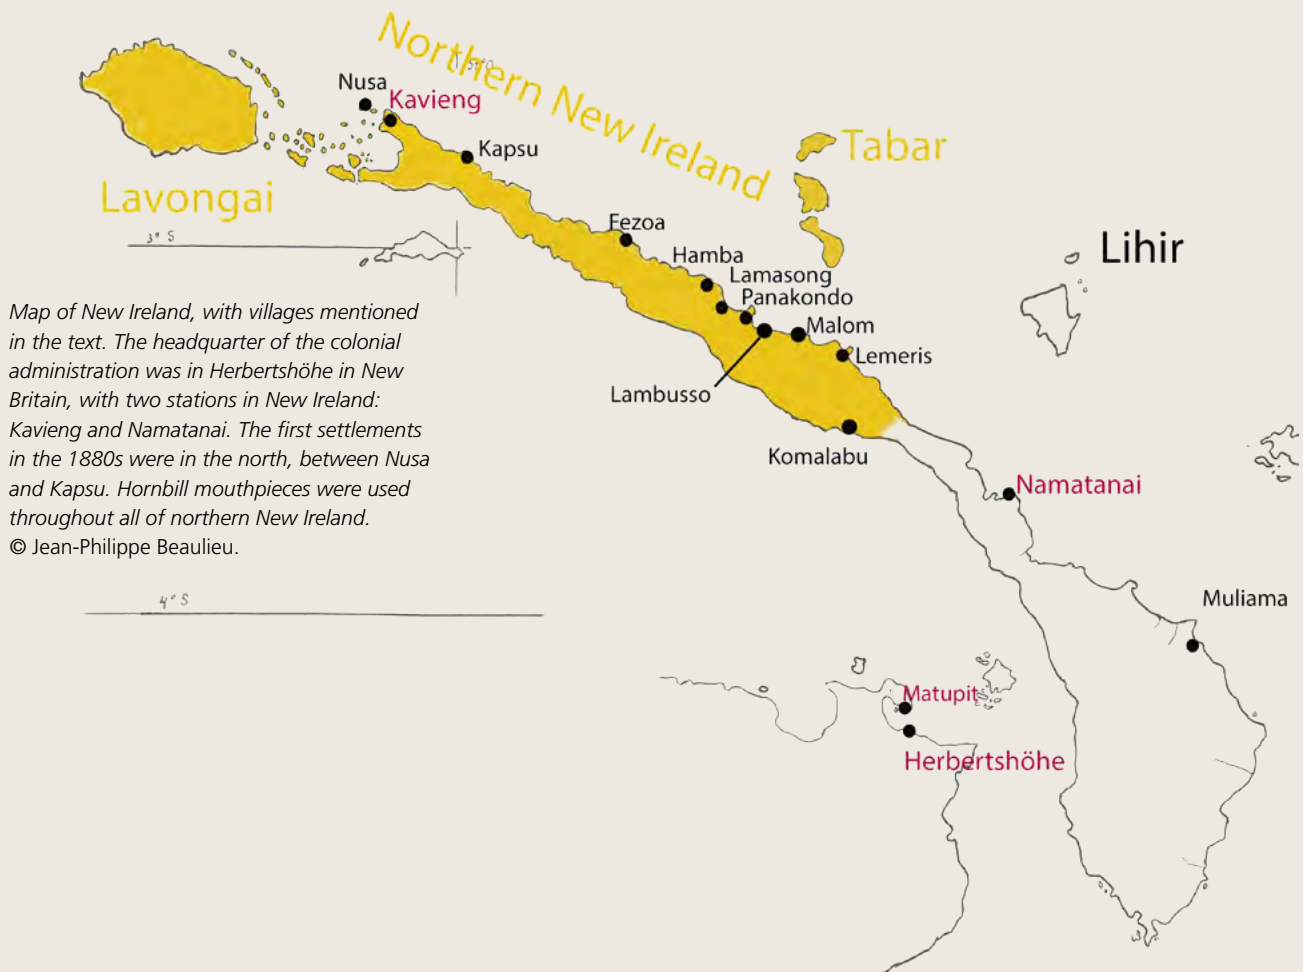 Northern New Ireland
Nusa
Kavieng
Kapsu
Tabar
Lavongai
3° S
Fezoa
Hamba
Lamasong
Panakondo
Malom
Lemeris
Lambusso
Komalabu
Lihir
Map of New Ireland, with villages mentioned
in the text. The headquarter of the colonial
administration was in Herbertshöhe in New
Britain, with two stations in New Ireland:
Kavieng and Namatanai. The first settlements
in the 1880s were in the north, between Nusa
and Kapsu. Hornbill mouthpieces were used
throughout all of northern New Ireland.
© Jean-Philippe Beaulieu.
Namatanai
4° S
Muliama
Matupit
Herbertshöhe